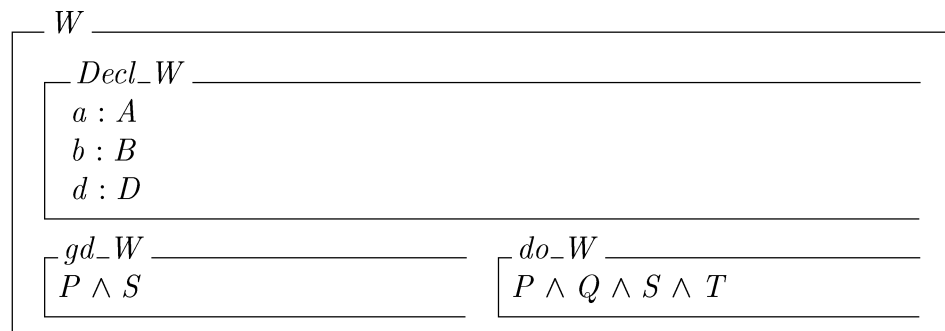 W
Decl_W
a : A
b : B
d : D
gd_W do_W
P ∧ S P ∧ Q ∧ S ∧ T